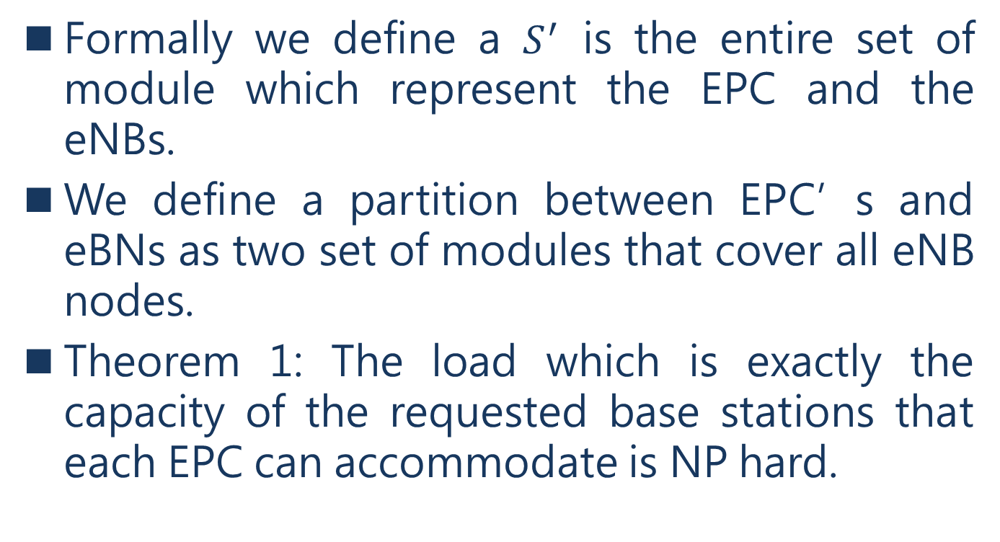 ■ Formally we define a S′ is the entire set of
module which represent the EPC and the
eNBs.
■ We define a partition between EPC′ s and
eBNs as two set of modules that cover all eNB
nodes.
■ Theorem 1: The load which is exactly the
capacity of the requested base stations that
each EPC can accommodate is NP hard.